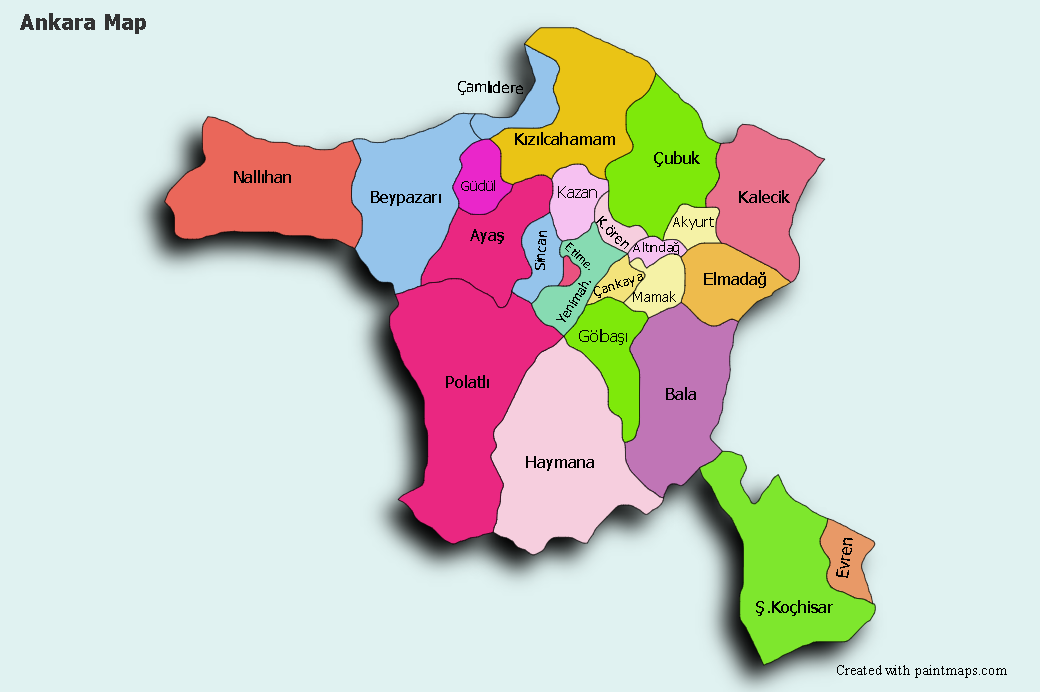 Ankara Map
Çamlıdere
Kızılcahamam
Çubuk
Nallıhan
Beypazarı
Güdül
Kazan
Kalecik
Ayaş
Sincan
K.ören
Akyurt
Altındağ
Etime.
Yenimah.
Çankaya
Mamak
Elmadağ
Göbaşı
Polatlı
Bala
Haymana
Evren
Ş.Koçhisar
Created with paintmaps.com